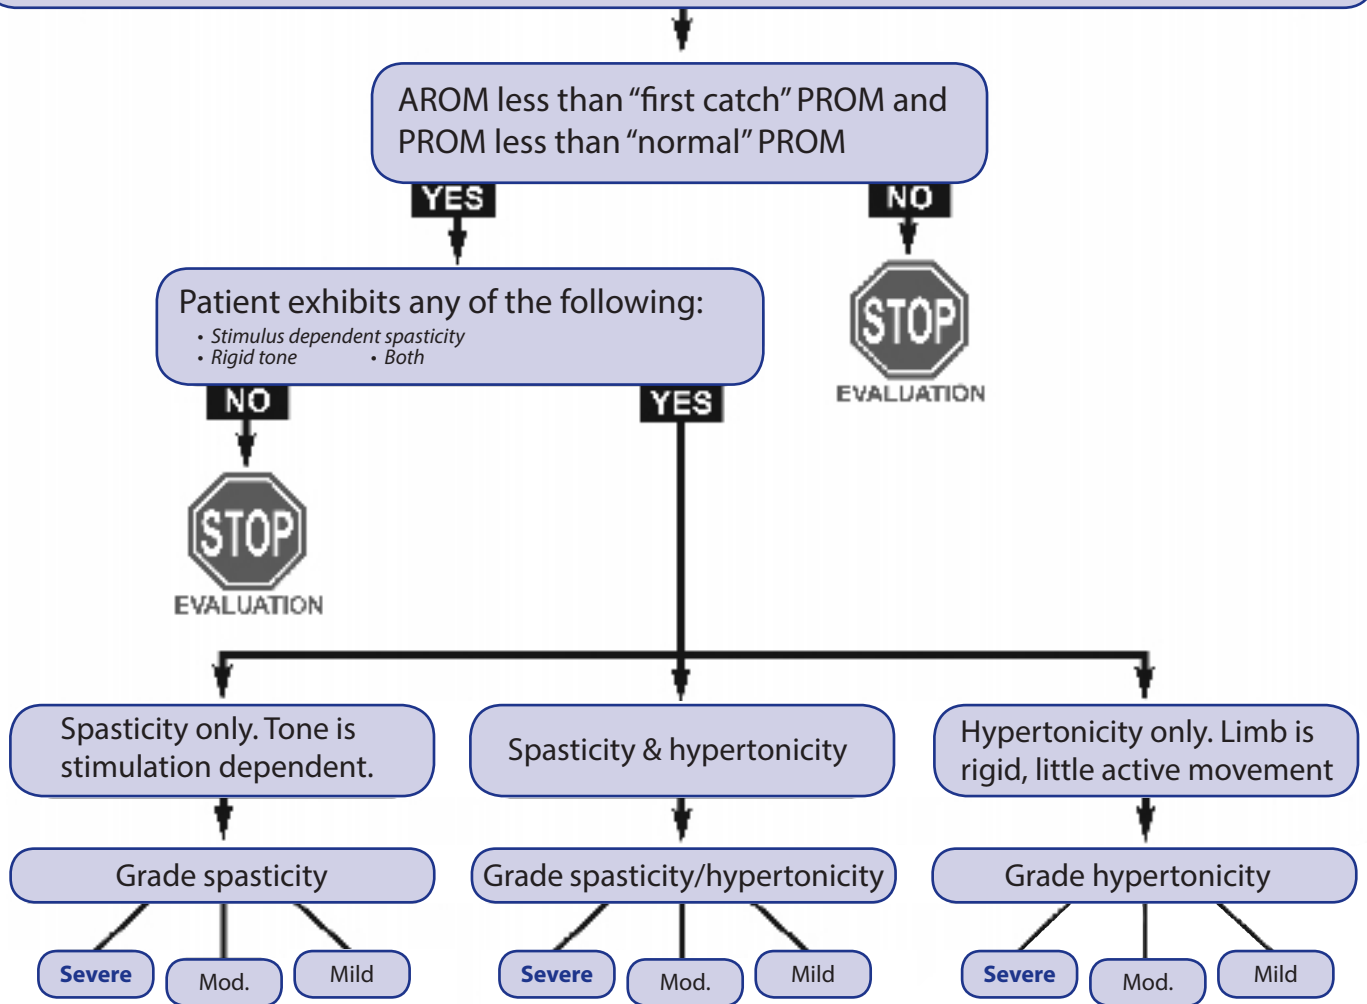 AROM less than “first catch” PROM and
PROM less than “normal” PROM
YES
NO
Patient exhibits any of the following:
• Stimulus dependent spasticity
• Rigid tone • Both
STOP
EVALUATION
NO
YES
STOP
EVALUATION
Spasticity only. Tone is
stimulation dependent.
Spasticity & hypertonicity
Hypertonicity only. Limb is
rigid, little active movement
Grade spasticity
Grade spasticity/hypertonicity
Grade hypertonicity
Severe
Mod.
Mild
Severe
Mod.
Mild
Severe
Mod.
Mild